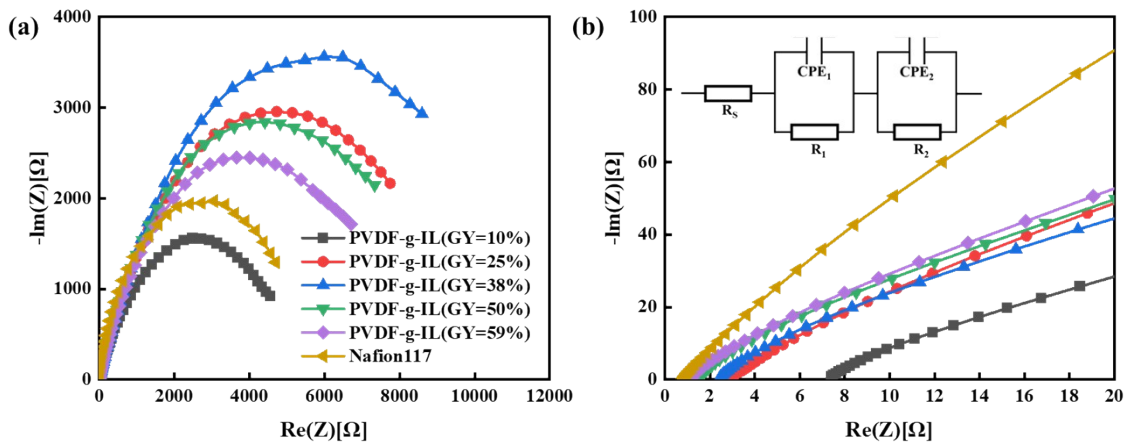 (a)
4000
3000
2000
1000
0
-Im(Z)[Ω]
0 2000 4000 6000 8000 10000 12000
Re(Z)[Ω]
PVDF-g-IL(GY=10%)
PVDF-g-IL(GY=25%)
PVDF-g-IL(GY=38%)
PVDF-g-IL(GY=50%)
PVDF-g-IL(GY=59%)
Nafion117
(b)
100
80
60
40
20
0
-Im(Z)[Ω]
0 2 4 6 8 10 12 14 16 18 20
Re(Z)[Ω]
CPE₁ CPE₂
R_S
R₁ R₂